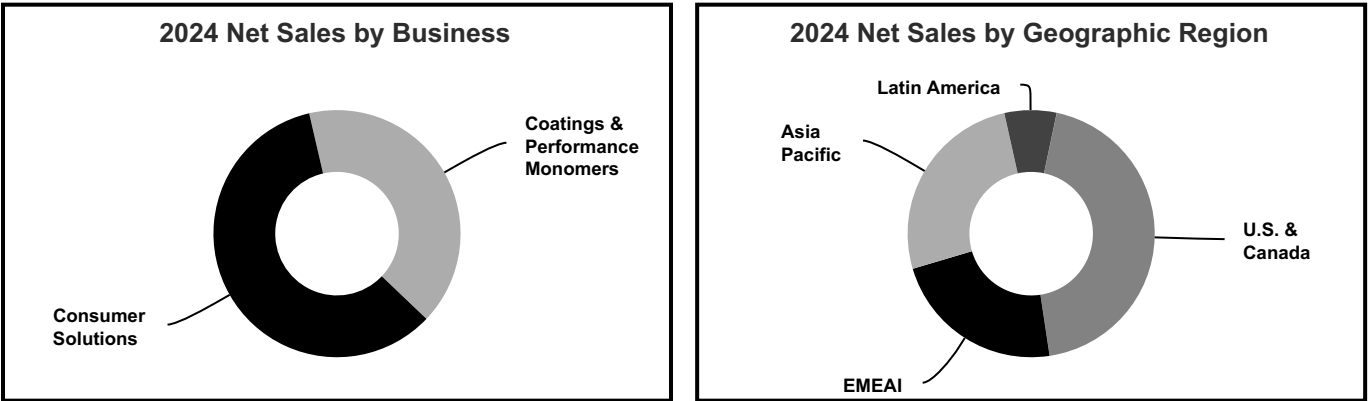 2024 Net Sales by Business
Coatings &
Performance
Monomers
Consumer
Solutions
2024 Net Sales by Geographic Region
Latin America
Asia
Pacific
U.S. &
Canada
EMEAI